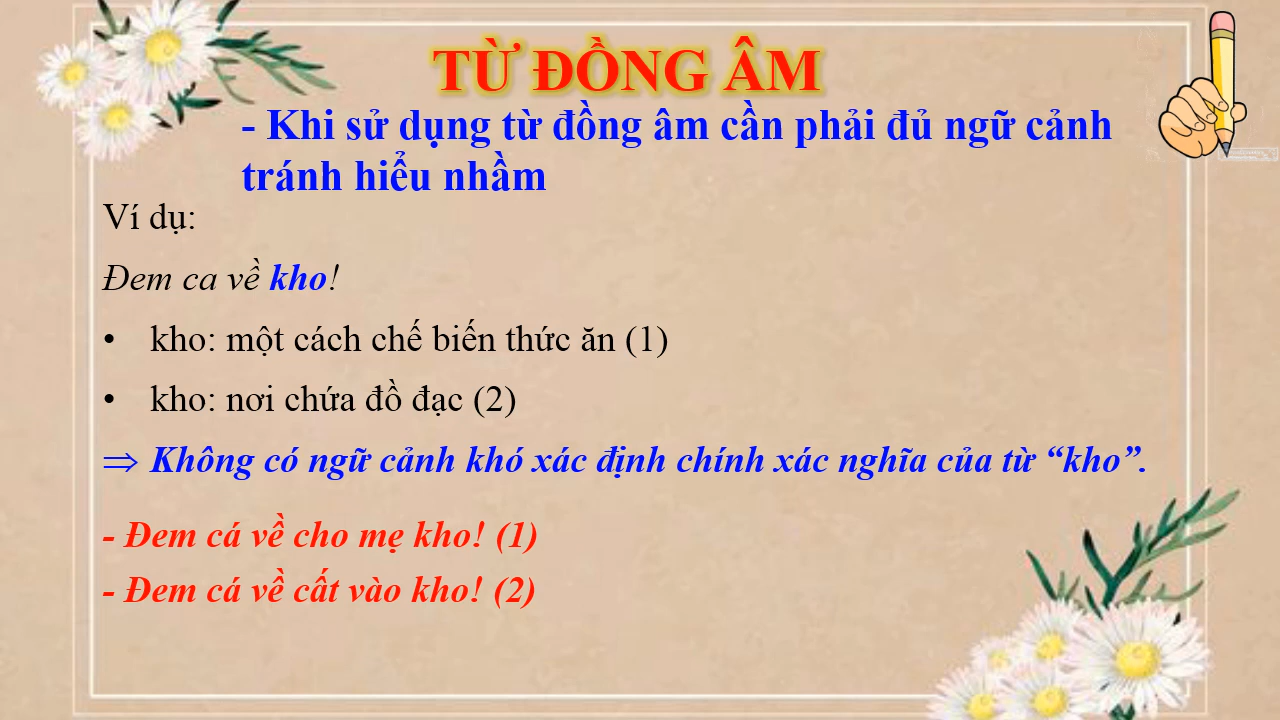 TỪ ĐỒNG ÂM
- Khi sử dụng từ đồng âm cần phải đủ ngữ cảnh
tránh hiểu nhầm
Ví dụ:
Đem ca về kho!
• kho: một cách chế biến thức ăn (1)
• kho: nơi chứa đồ đạc (2)
⇒ Không có ngữ cảnh khó xác định chính xác nghĩa của từ “kho”.
- Đem cá về cho mẹ kho! (1)
- Đem cá về cất vào kho! (2)